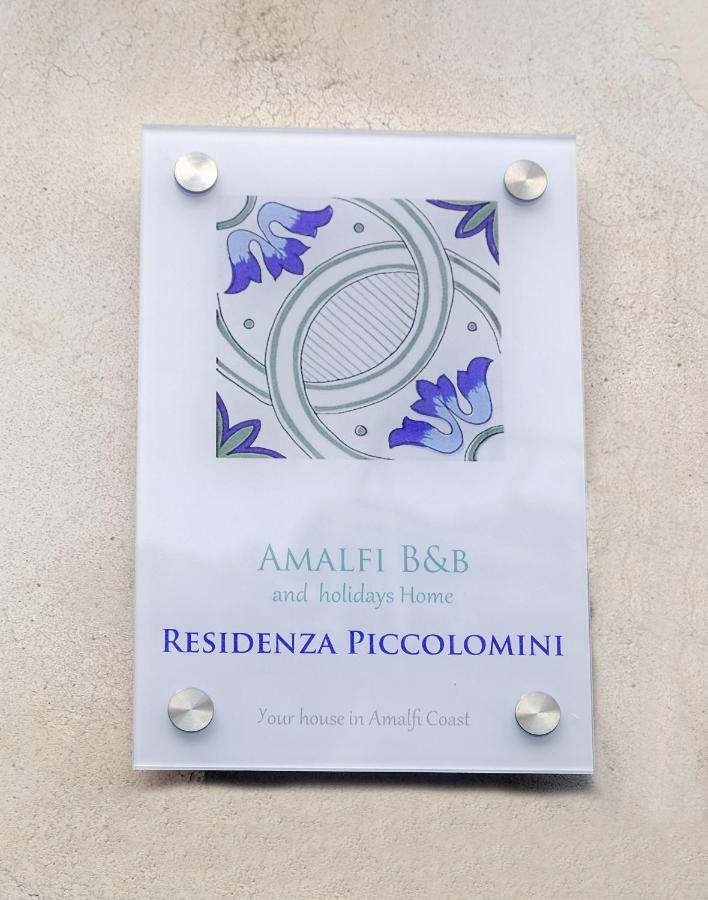 AMALFI B&B
and holidays Home
RESIDENZA PICCOLOMINI
Your house in Amalfi Coast